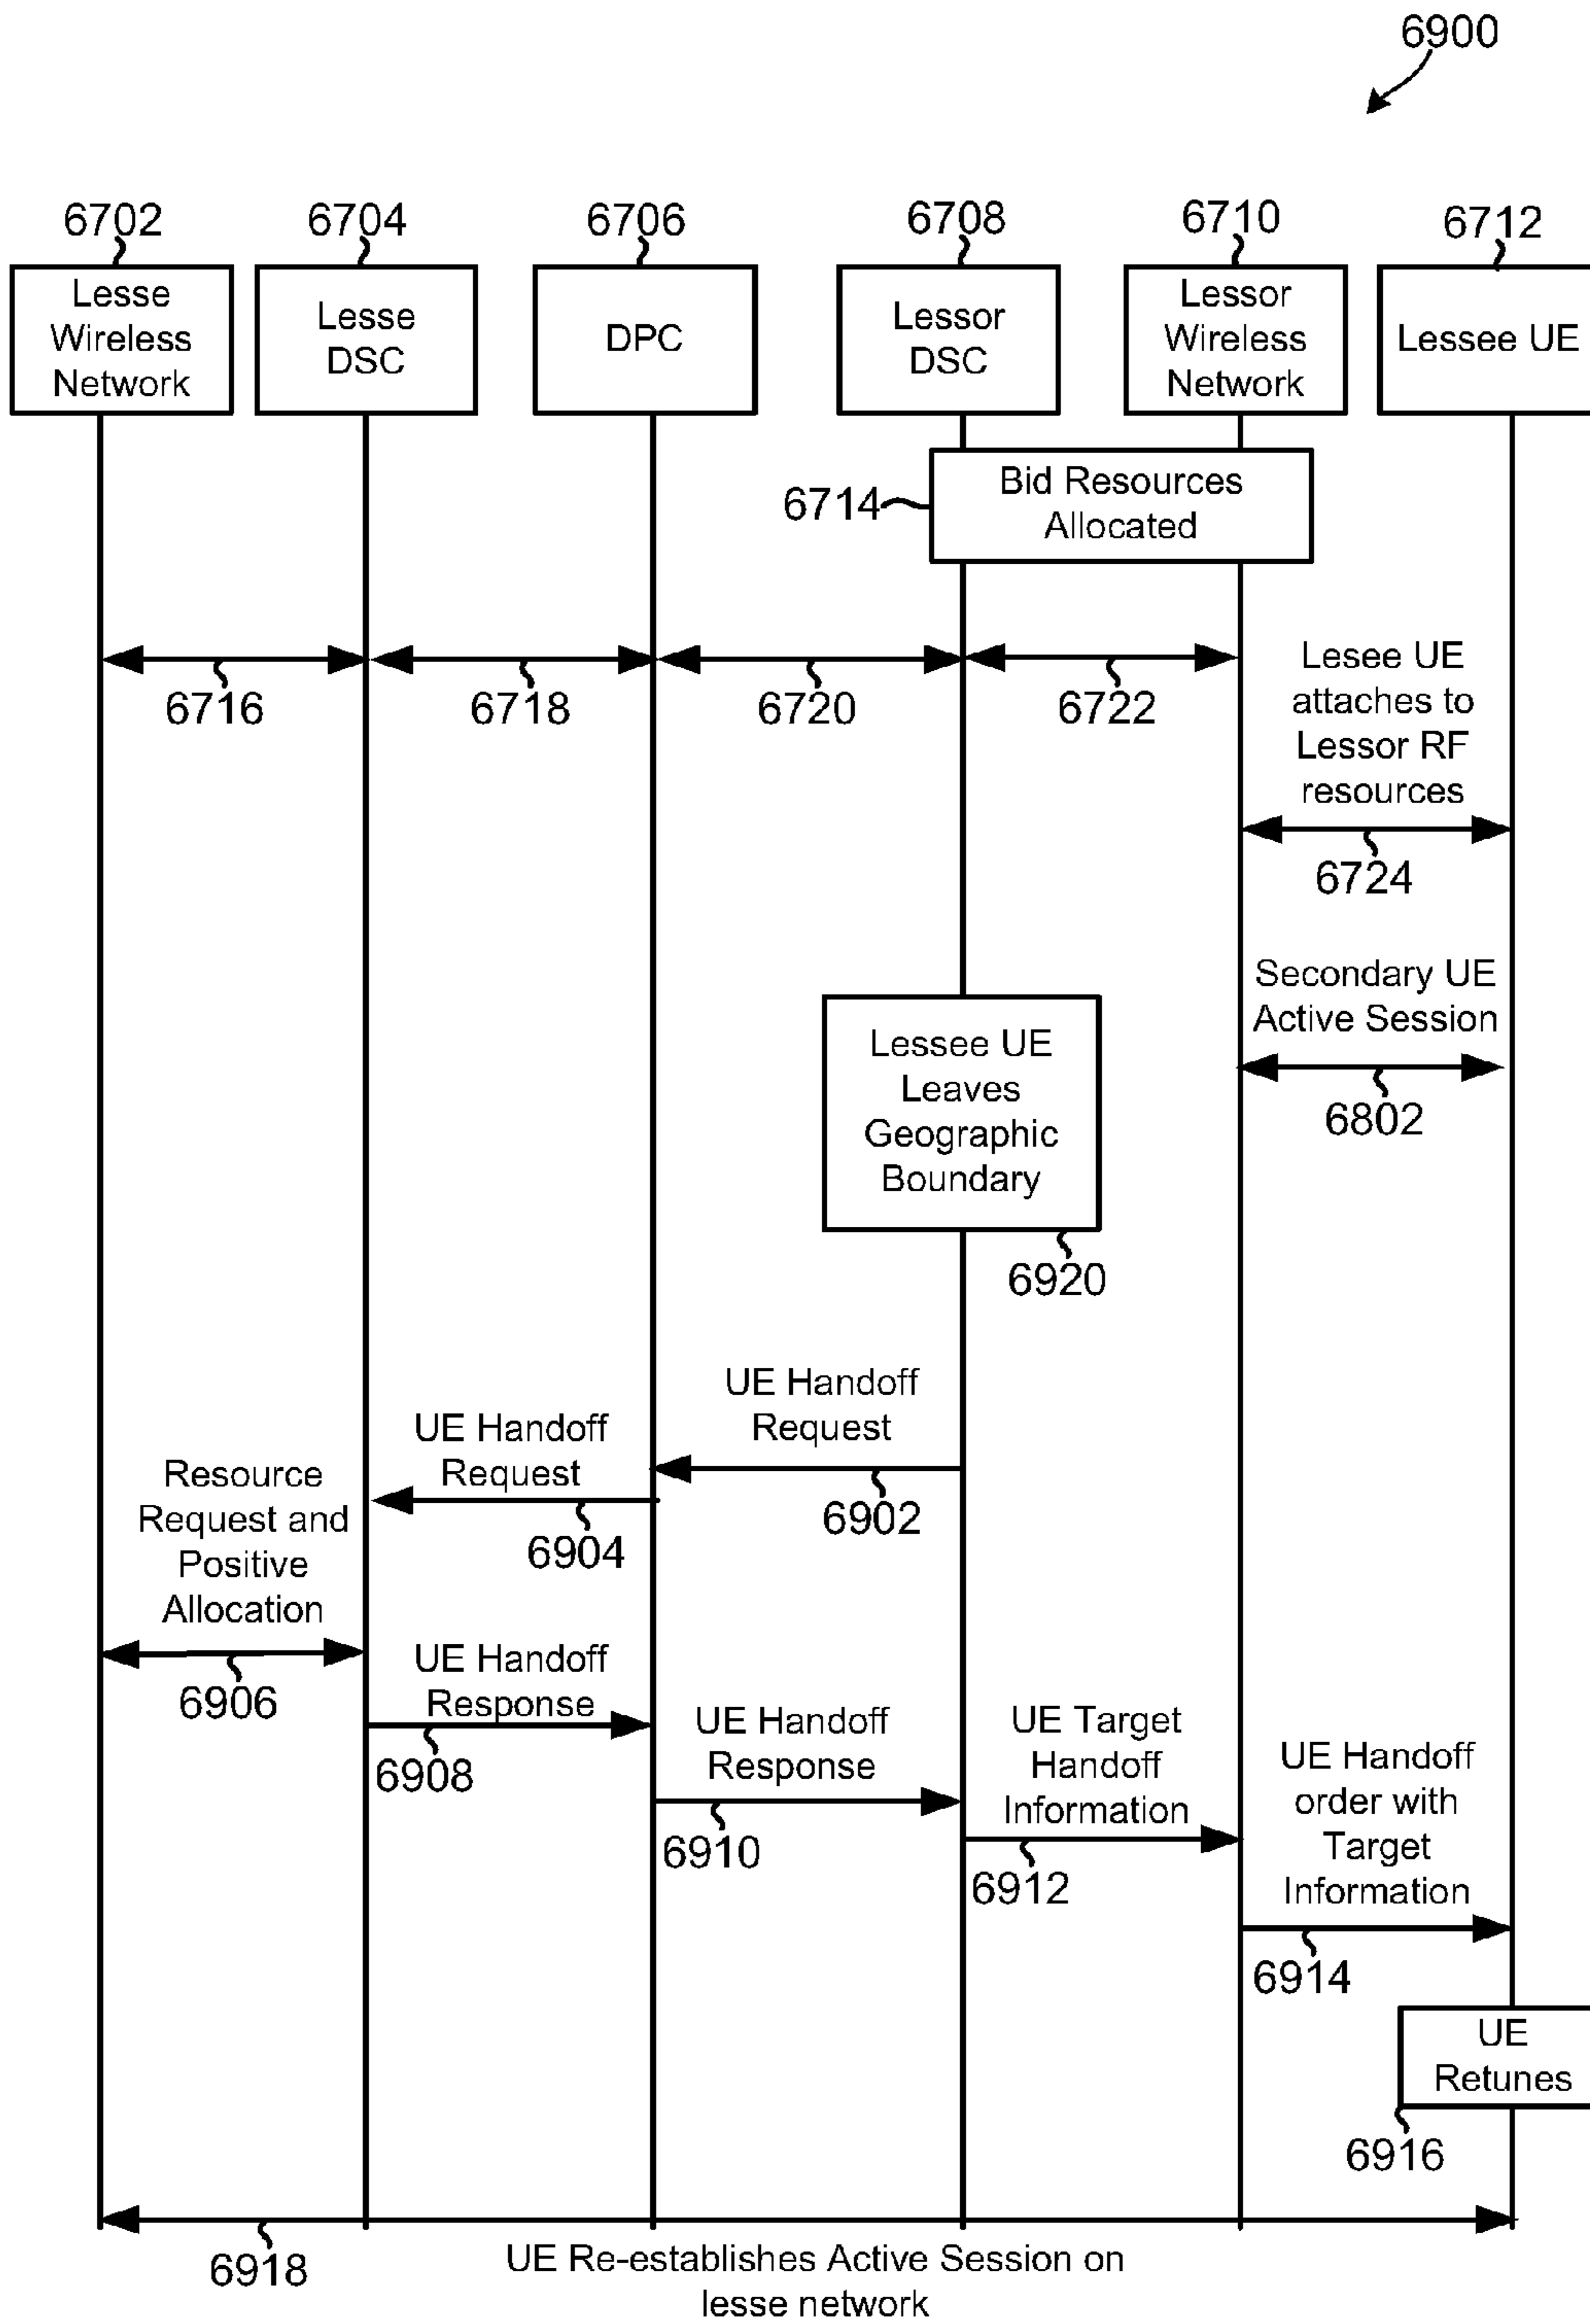 6900
6702
6704
6706
6708
6710
6712
Lesse
Wireless
Network
Lesse
DSC
DPC
Lessor
DSC
Lessor
Wireless
Network
Lessee UE
6714
Bid Resources
Allocated
6716
6718
6720
6722
Lesee UE
attaches to
Lessor RF
resources
6724
Secondary UE
Active Session
6802
Lessee UE
Leaves
Geographic
Boundary
6920
UE Handoff
Request
6902
UE Handoff
Request
6904
Resource
Request and
Positive
Allocation
6906
UE Handoff
Response
6908
UE Handoff
Response
6910
UE Target
Handoff
Information
6912
UE Handoff
order with
Target
Information
6914
UE
Retunes
6916
6918
UE Re-establishes Active Session on
lesse network